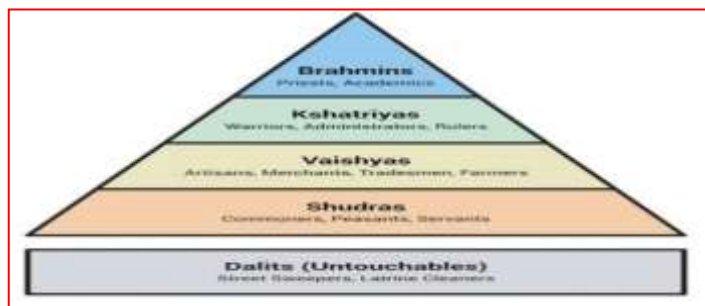 Brahmins
Priests, Academics
Kshatriyas
Warriors, Administrators, Rulers
Vaishyas
Artisans, Merchants, Tradesmen, Farmers
Shudras
Commoners, Peasants, Servants
Dalits (Untouchables)
Street Sweepers, Latrine Cleaners